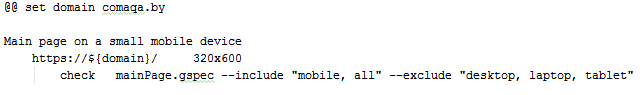 @@ set domain comaqa.by
Main page on a small mobile device
https://${domain}/ 320x600
check mainPage.gspec --include "mobile, all" --exclude "desktop, laptop, tablet"